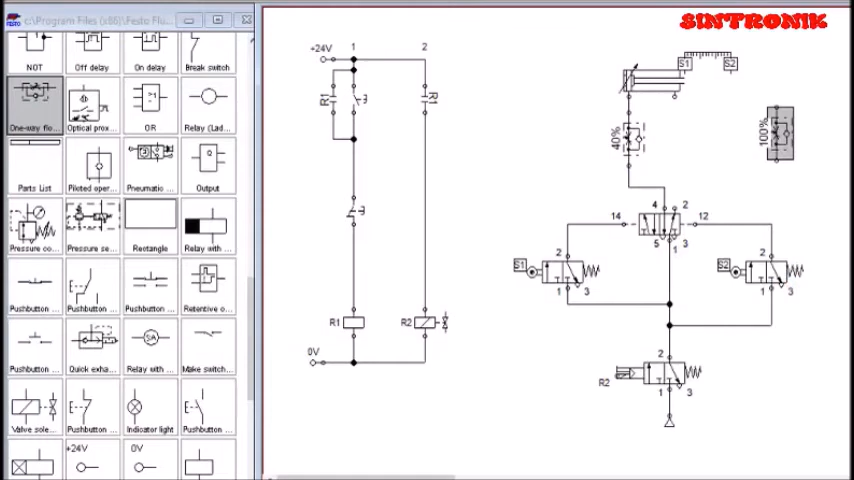 c:\Program Files (x86)\Festo Flu...
SINTRONIK
NOT
Off delay
On delay
Break switch
One-way flo...
Optical prox...
OR
Relay (Lad...
Parts List
Piloted oper...
Pneumatic ...
Output
Pressure co...
Pressure se...
Rectangle
Relay with ...
Pushbutton ...
Pushbutton ...
Pushbutton ...
Retentive o...
Pushbutton ...
Quick exha...
Relay with ...
Make switch...
Valve sole...
Pushbutton ...
Indicator light
Pushbutton ...
+24V
0V
+24V
1
2
R1
R1
R1
R2
0V
S1
S2
40%
100%
14
2
12
5
1
3
S1
2
1
3
S2
2
1
3
2
R2
1
3